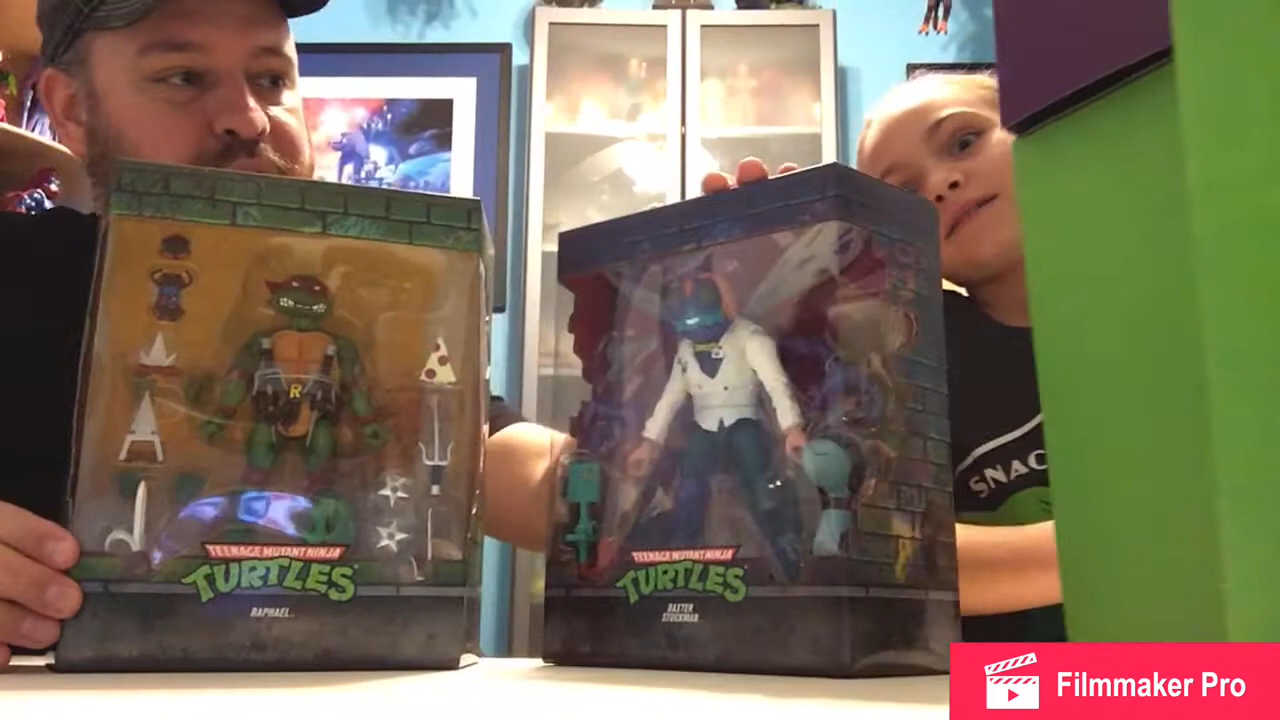 R
TEENAGE MUTANT NINJA
TURTLES
RAPHAEL
TEENAGE MUTANT NINJA
TURTLES
BAXTER
STOCKMAN
SNAC
Filmmaker Pro